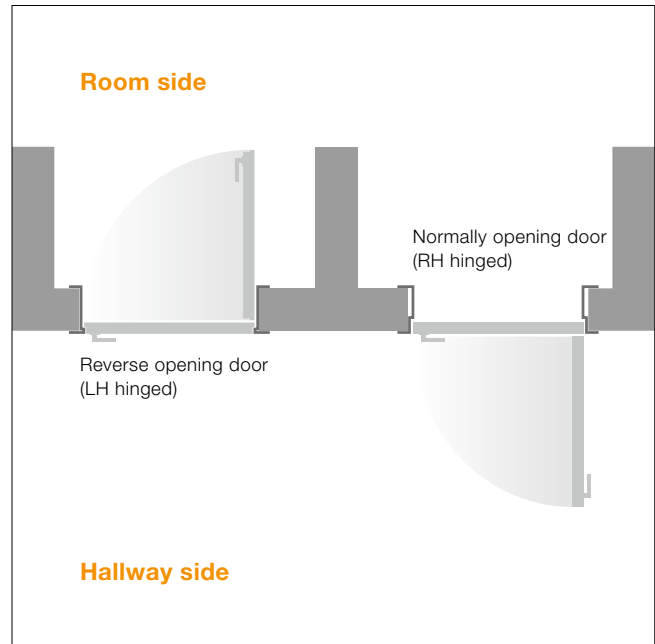 Room side
Normally opening door
(RH hinged)
Reverse opening door
(LH hinged)
Hallway side